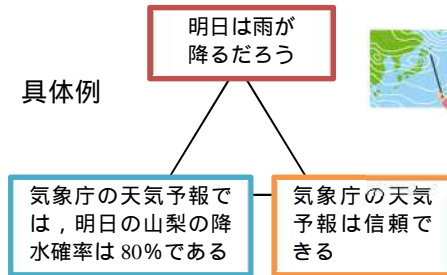 明日は雨が
降るだろう
具体例
気象庁の天気予報で
は，明日の山梨の降
水確率は 80%である
気象庁の天気
予報は信頼で
きる